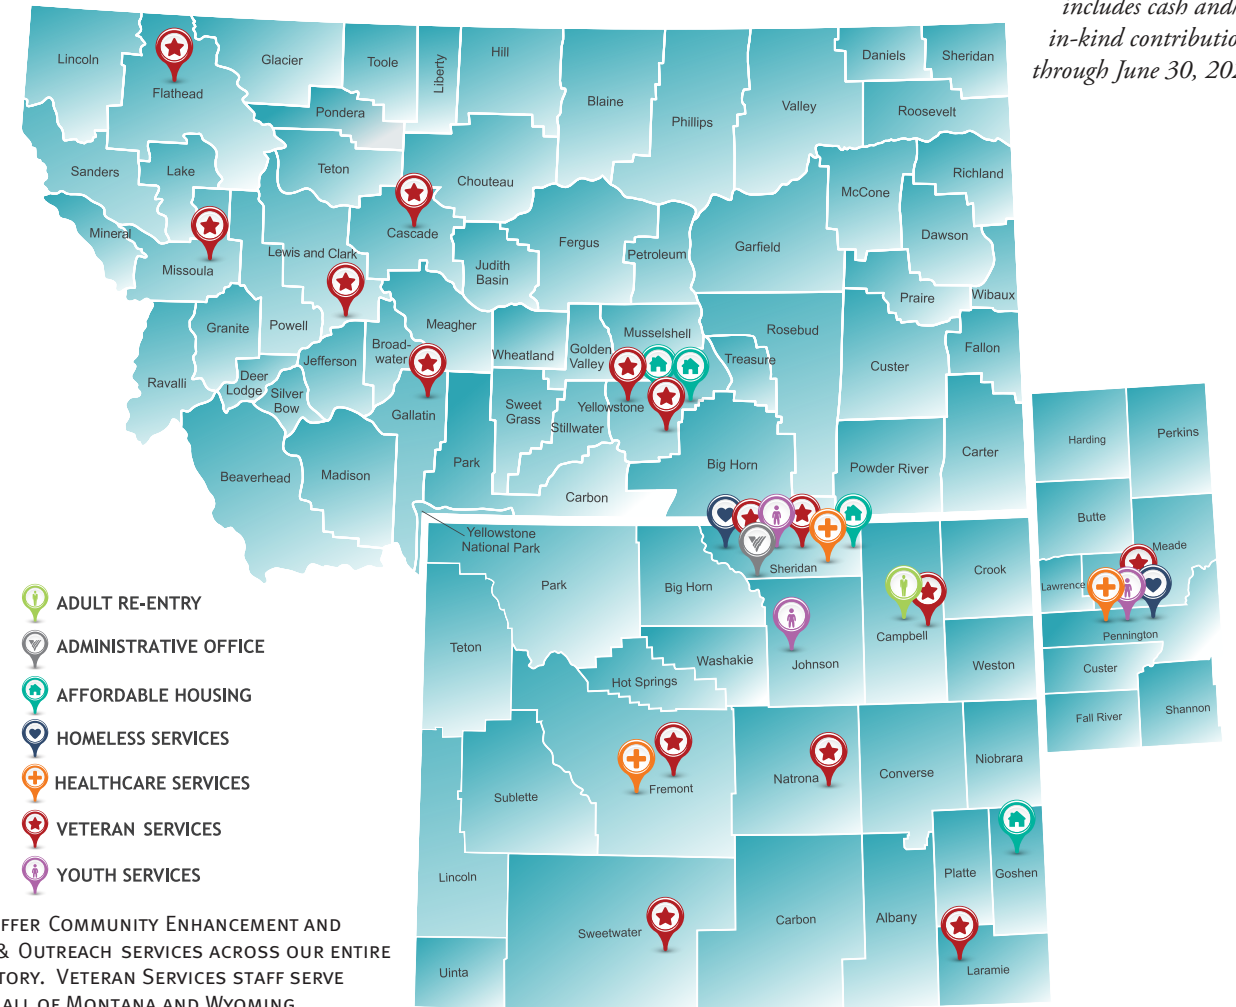 includes cash and
in-kind contributio
through June 30, 20
Lincoln
Flathead
Glacier
Toole
Liberty
Hill
Blaine
Phillips
Valley
Daniels
Sheridan
Roosevelt
Pondera
Teton
Chouteau
Sanders
Lake
McCone
Richland
Mineral
Missoula
Lewis and Clark
Cascade
Judith
Basin
Fergus
Petroleum
Garfield
Dawson
Praire
Wibaux
Granite
Powell
Jefferson
Broad-
water
Meagher
Wheatland
Golden
Valley
Musselshell
Treasure
Rosebud
Custer
Fallon
Ravalli
Deer
Lodge
Silver
Bow
Gallatin
Sweet
Grass
Stillwater
Yellowstone
Beaverhead
Madison
Park
Carbon
Big Horn
Powder River
Carter
Harding
Perkins
Butte
Meade
Lawrence
Pennington
Custer
Fall River
Shannon
Yellowstone
National Park
Park
Big Horn
Sheridan
Crook
Campbell
Johnson
Weston
Teton
Washakie
Hot Springs
Fremont
Sublette
Natrona
Converse
Niobrara
Lincoln
Sweetwater
Carbon
Albany
Platte
Goshen
Laramie
Uinta
ADULT RE-ENTRY
ADMINISTRATIVE OFFICE
AFFORDABLE HOUSING
HOMELESS SERVICES
HEALTHCARE SERVICES
VETERAN SERVICES
YOUTH SERVICES
FFER COMMUNITY ENHANCEMENT AND
& OUTREACH SERVICES ACROSS OUR ENTIRE
TORY. VETERAN SERVICES STAFF SERVE
ALL OF MONTANA AND WYOMING